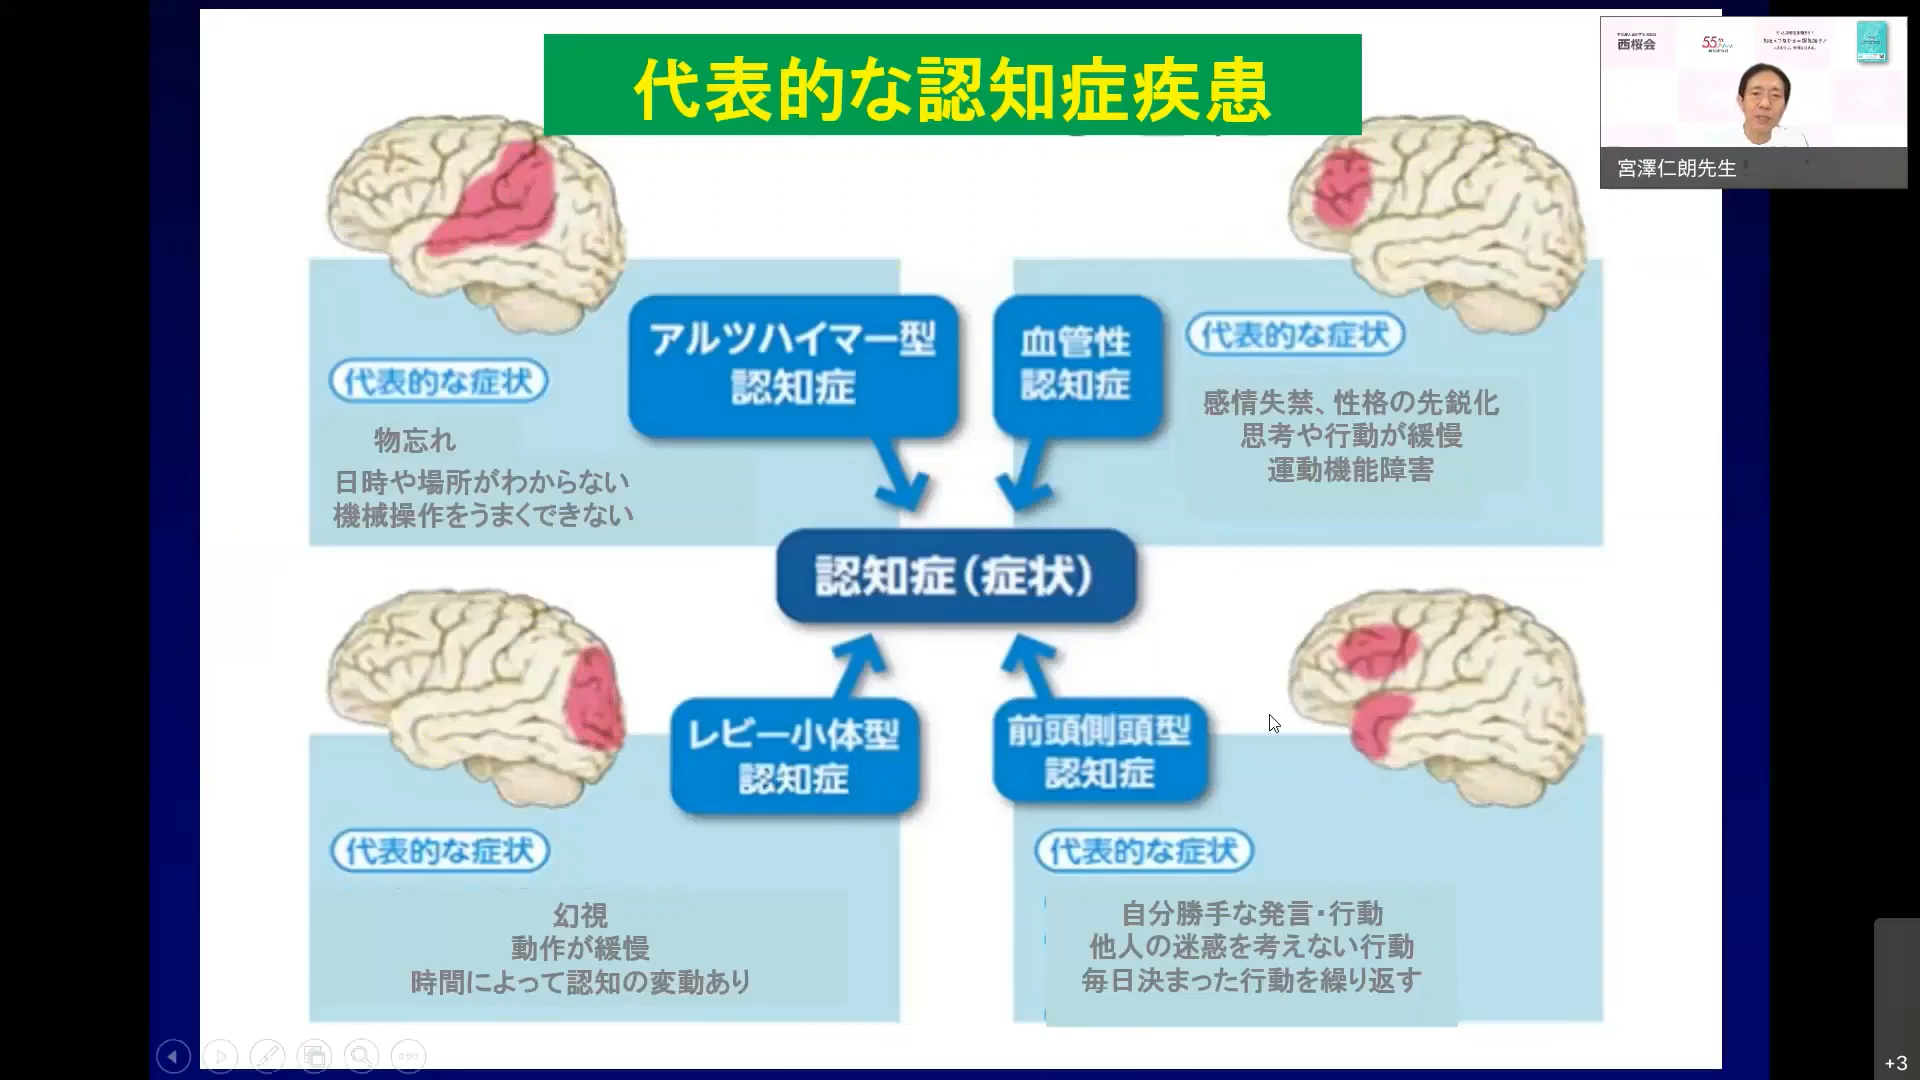 代表的な認知症疾患
西桜会
55th
宮澤仁朗先生
アルツハイマー型
認知症
代表的な症状
物忘れ
日時や場所がわからない
機械操作をうまくできない
血管性
認知症
代表的な症状
感情失禁、性格の先鋭化
思考や行動が緩慢
運動機能障害
認知症(症状)
レビー小体型
認知症
代表的な症状
幻視
動作が緩慢
時間によって認知の変動あり
前頭側頭型
認知症
代表的な症状
自分勝手な発言・行動
他人の迷惑を考えない行動
毎日決まった行動を繰り返す
+3